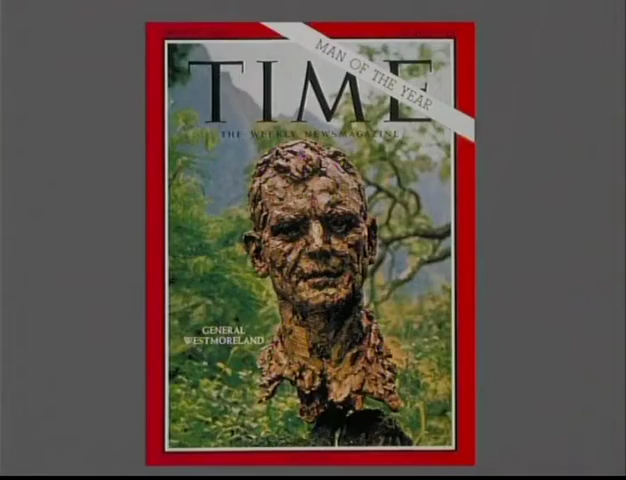 MAN OF THE YEAR
TIME
THE WEEKLY NEWSMAGAZINE
GENERAL
WESTMORELAND